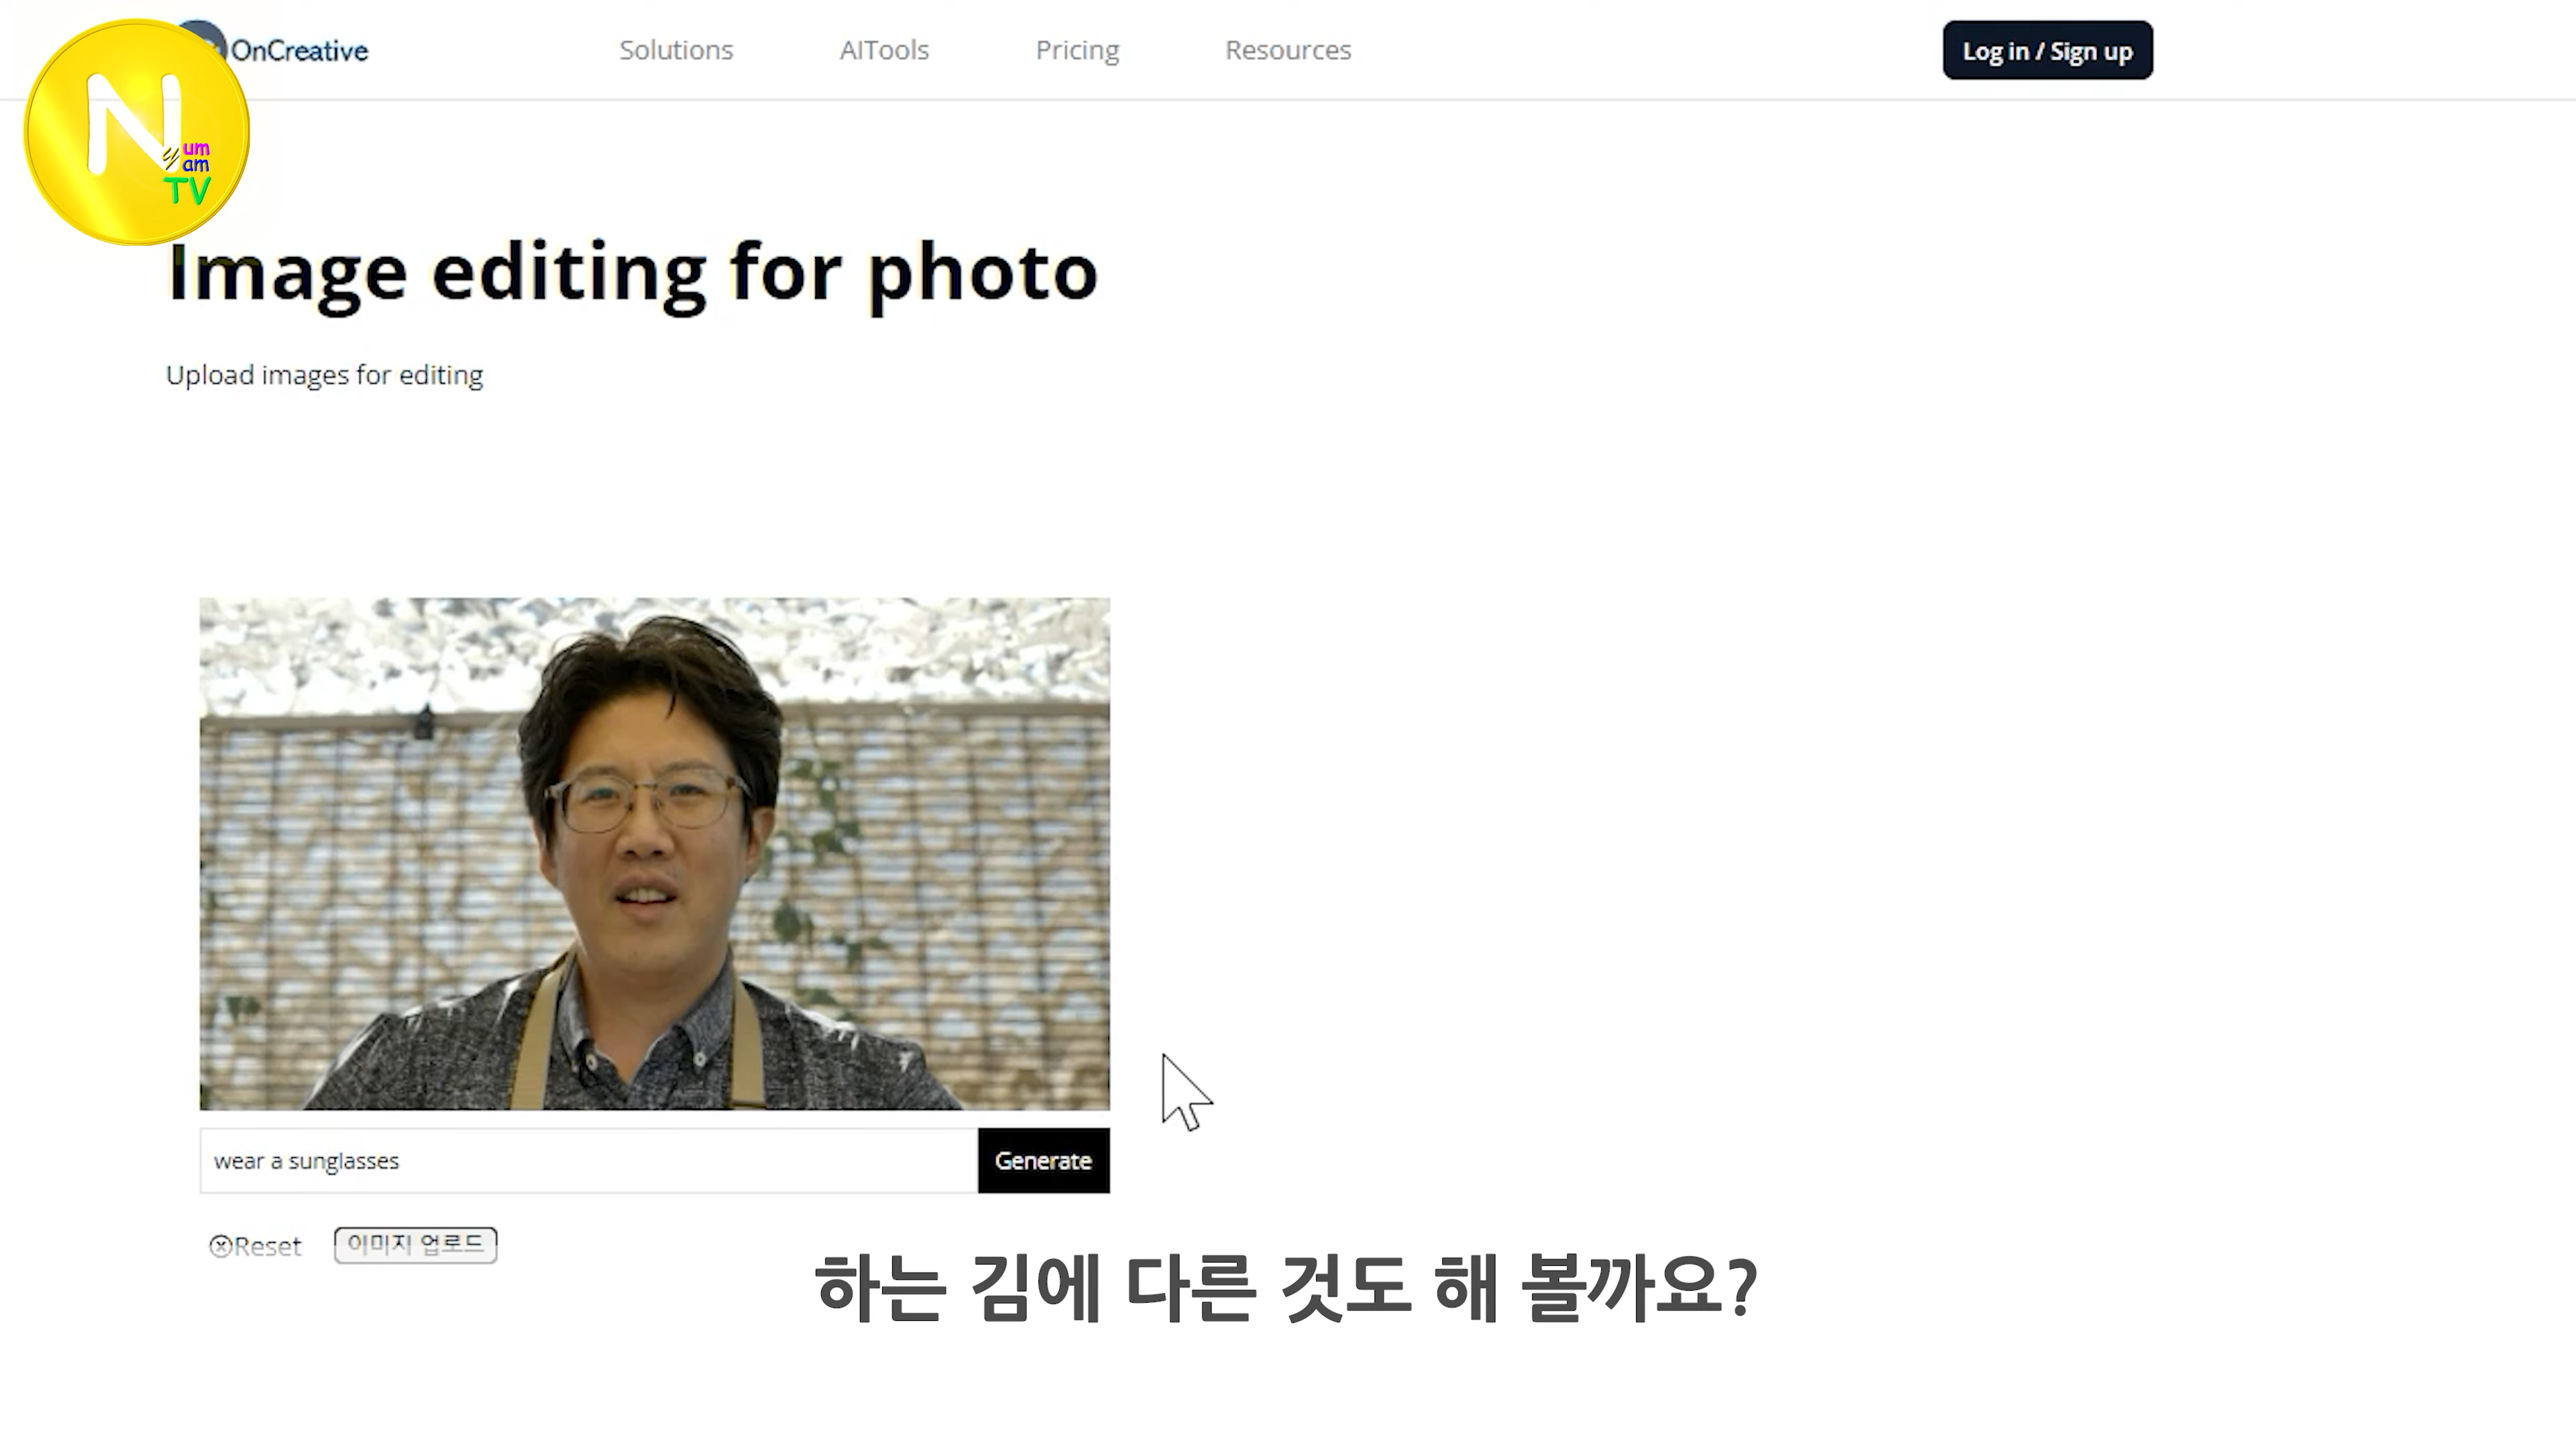 OnCreative
Solutions
AITools
Pricing
Resources
Log in / Sign up
N
yum
yam
TV
Image editing for photo
Upload images for editing
wear a sunglasses
Generate
Reset
이미지 업로드
하는 김에 다른 것도 해 볼까요?